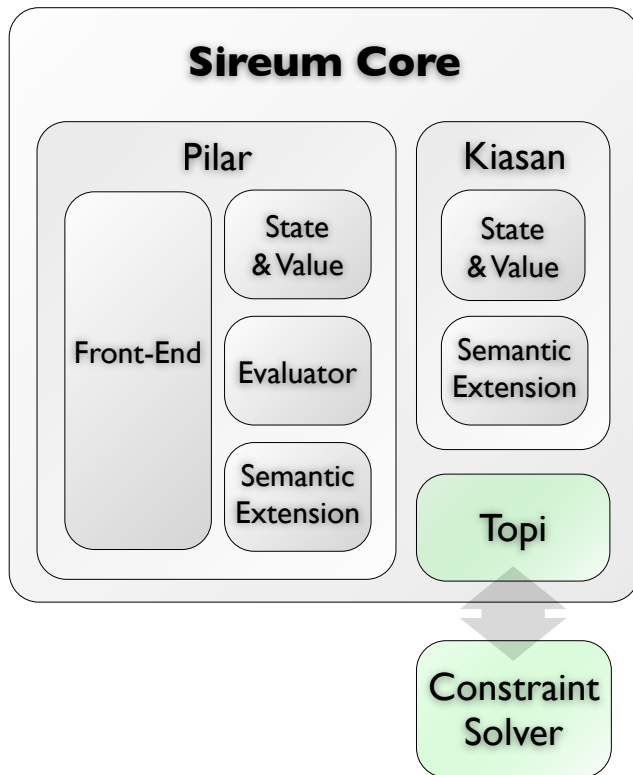 Sireum Core
Pilar
Front-End
State
& Value
Evaluator
Semantic
Extension
Kiasan
State
& Value
Semantic
Extension
Topi
Constraint
Solver